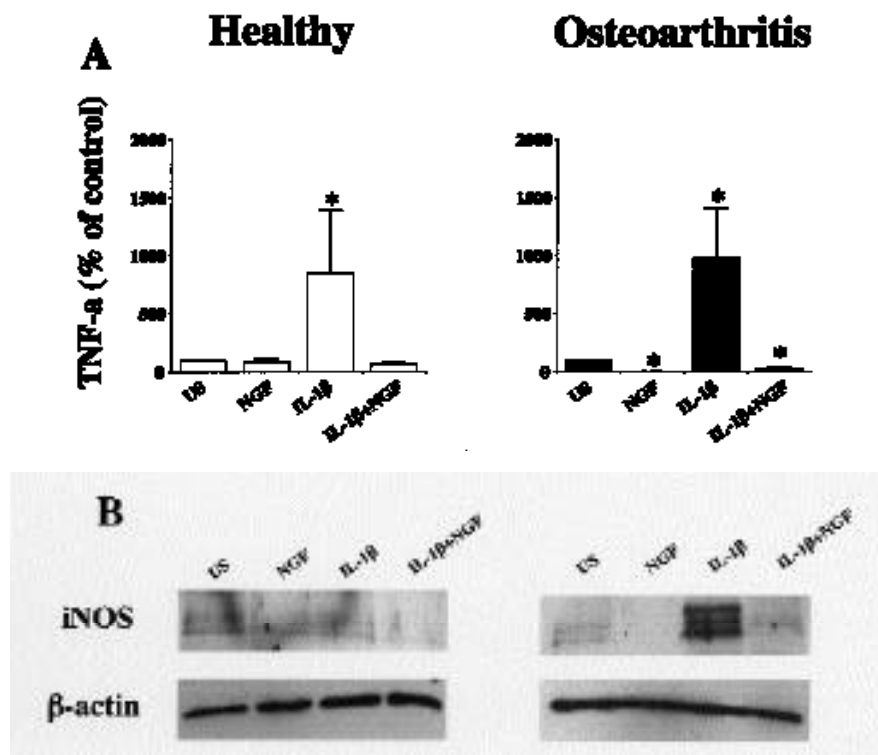 Healthy
Osteoarthritis
A
TNF-a (% of control)
2000
1500
1000
500
0
US
NGF
IL-1β
IL-1β+NGF
2000
1500
1000
500
0
US
NGF
IL-1β
IL-1β+NGF
*
*
*
*
B
US
NGF
IL-1β
IL-1β+NGF
US
NGF
IL-1β
IL-1β+NGF
iNOS
β-actin